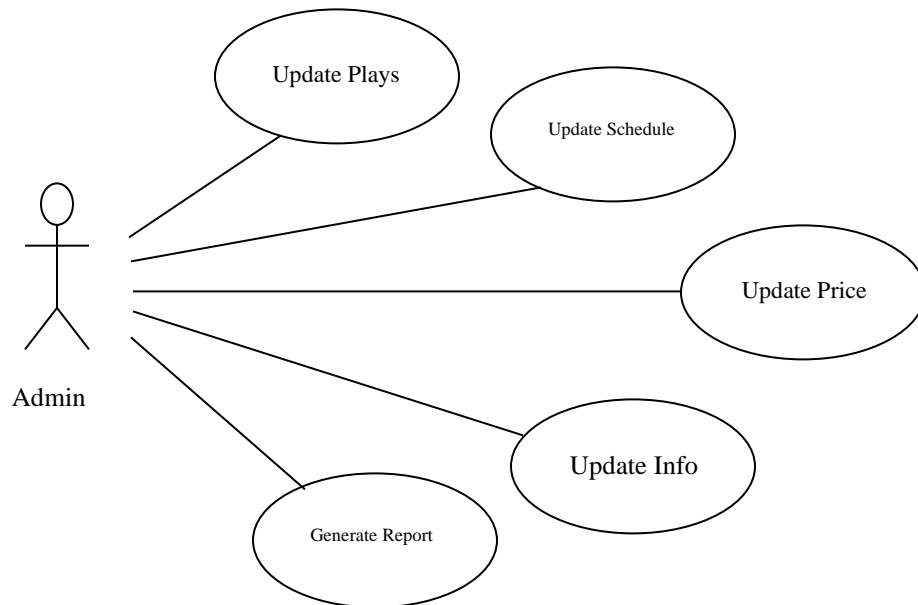 Update Plays
Update Schedule
Update Price
Admin
Update Info
Generate Report